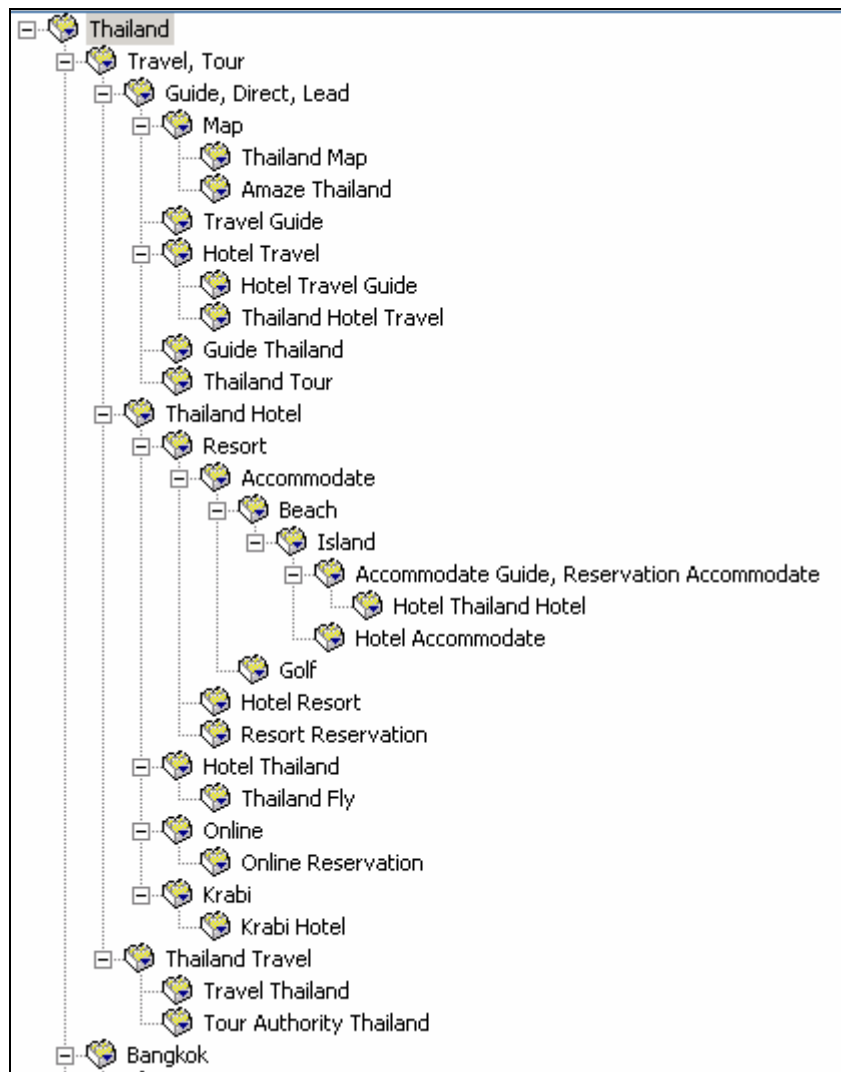 Thailand
Travel, Tour
Guide, Direct, Lead
Map
Thailand Map
Amaze Thailand
Travel Guide
Hotel Travel
Hotel Travel Guide
Thailand Hotel Travel
Guide Thailand
Thailand Tour
Thailand Hotel
Resort
Accommodate
Beach
Island
Accommodate Guide, Reservation Accommodate
Hotel Thailand Hotel
Hotel Accommodate
Golf
Hotel Resort
Resort Reservation
Hotel Thailand
Thailand Fly
Online
Online Reservation
Krabi
Krabi Hotel
Thailand Travel
Travel Thailand
Tour Authority Thailand
Bangkok